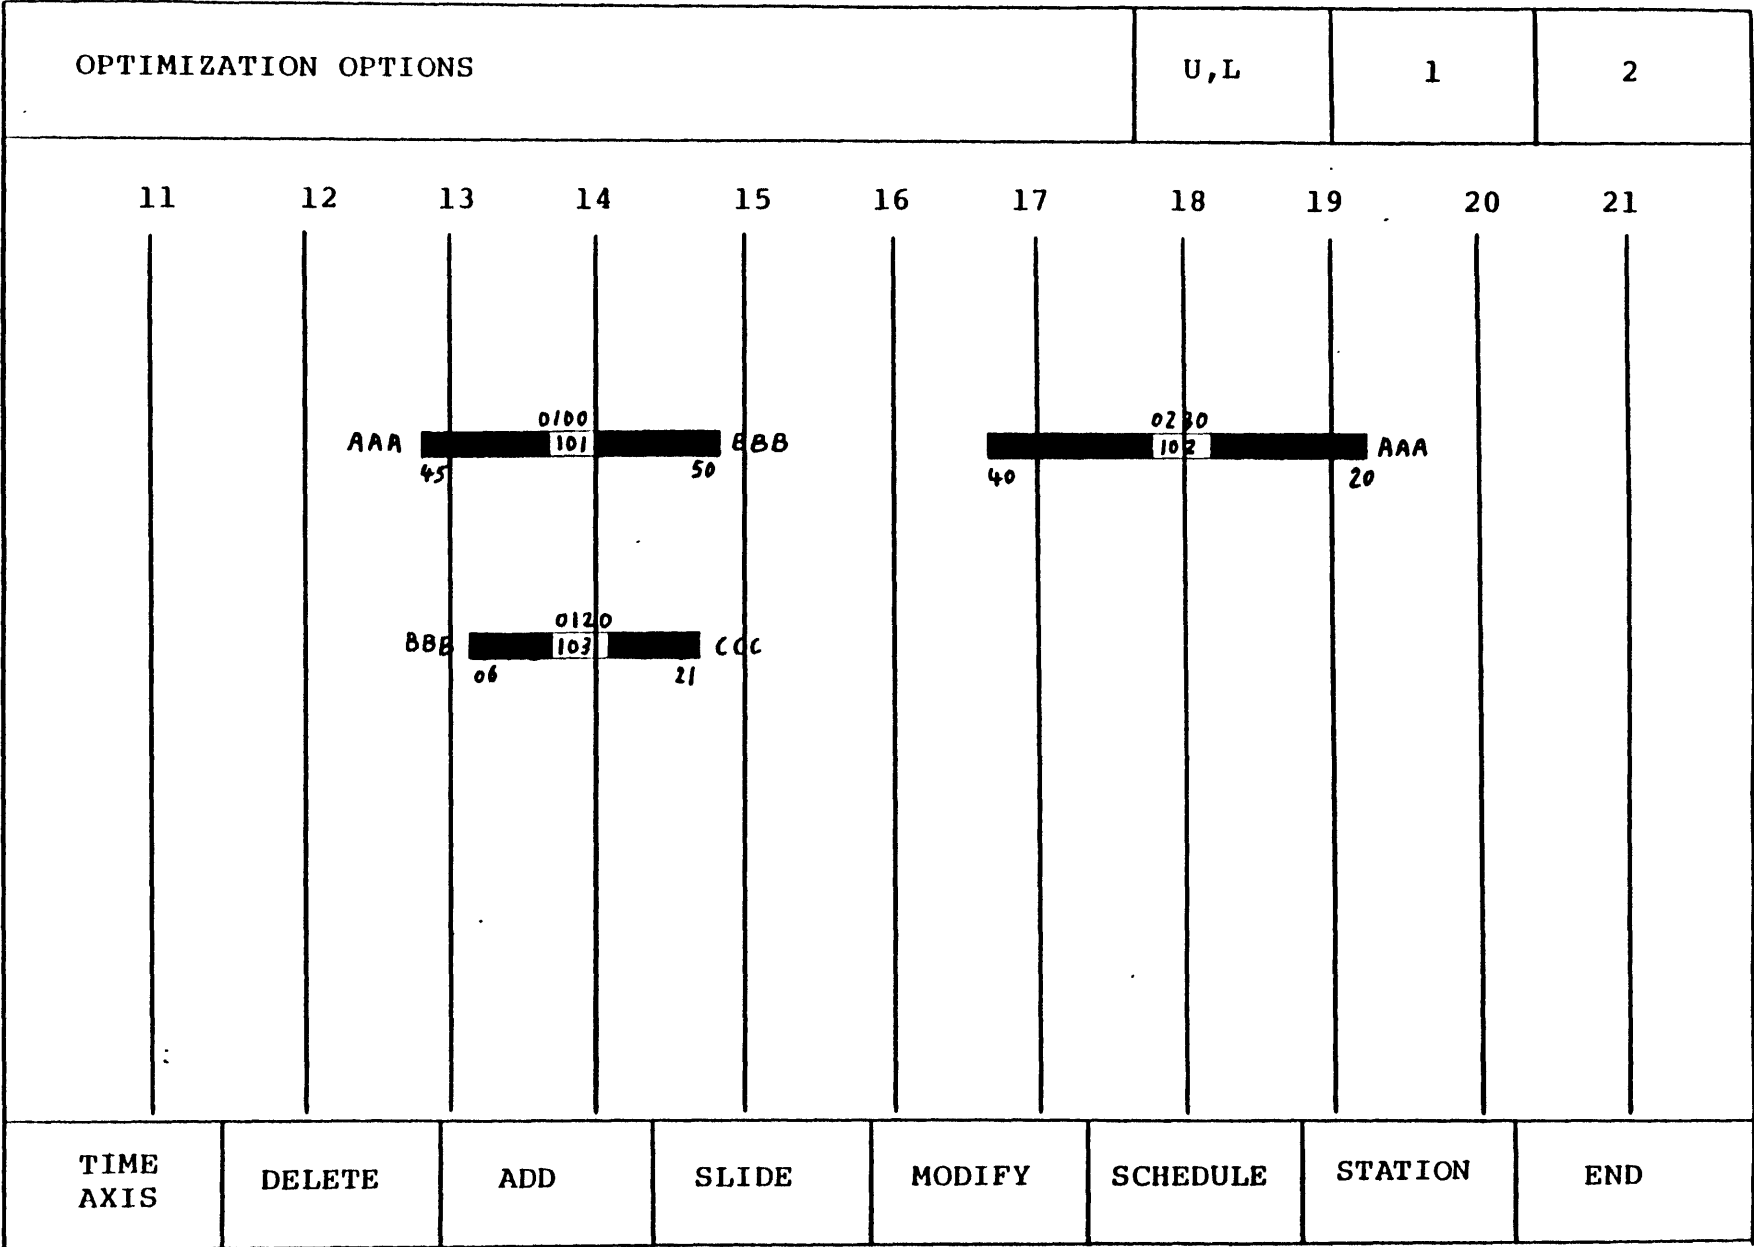 OPTIMIZATION OPTIONS U,L 1 2
11 12 13 14 15 16 17 18 19 20 21
0100 0230
AAA 101 BBB 102 AAA
45 50 40 20
0120
BBB 103 CCC
06 21
TIME AXIS DELETE ADD SLIDE MODIFY SCHEDULE STATION END